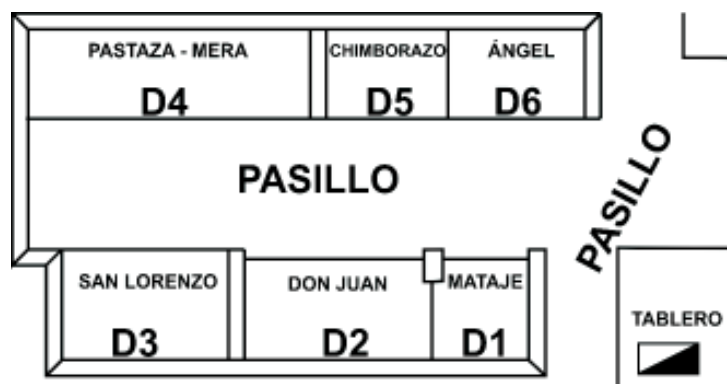 PASTAZA - MERA
D4
CHIMBORAZO
D5
ÁNGEL
D6
PASILLO
PASILLO
SAN LORENZO
D3
DON JUAN
D2
MATAJE
D1
TABLERO